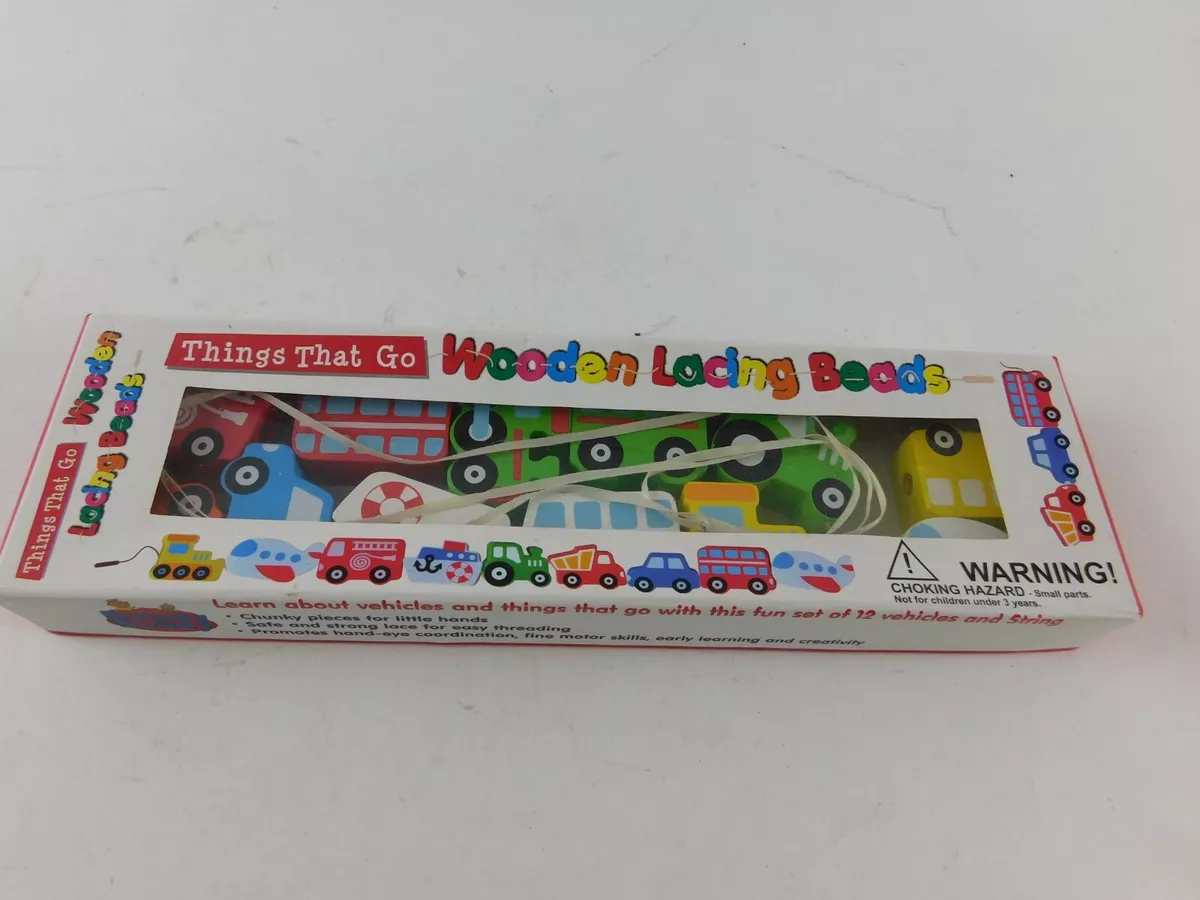 Things That Go Wooden Lacing Beads
Things That Go Wooden
Lacing Beads
WARNING!
CHOKING HAZARD - Small parts.
Not for children under 3 years.
Learn about vehicles and things that go with this fun set of 12 vehicles and String
• Chunky pieces for little hands
• Safe and strong lace for easy threading
• Promotes hand-eye coordination, fine motor skills, early learning and creativity